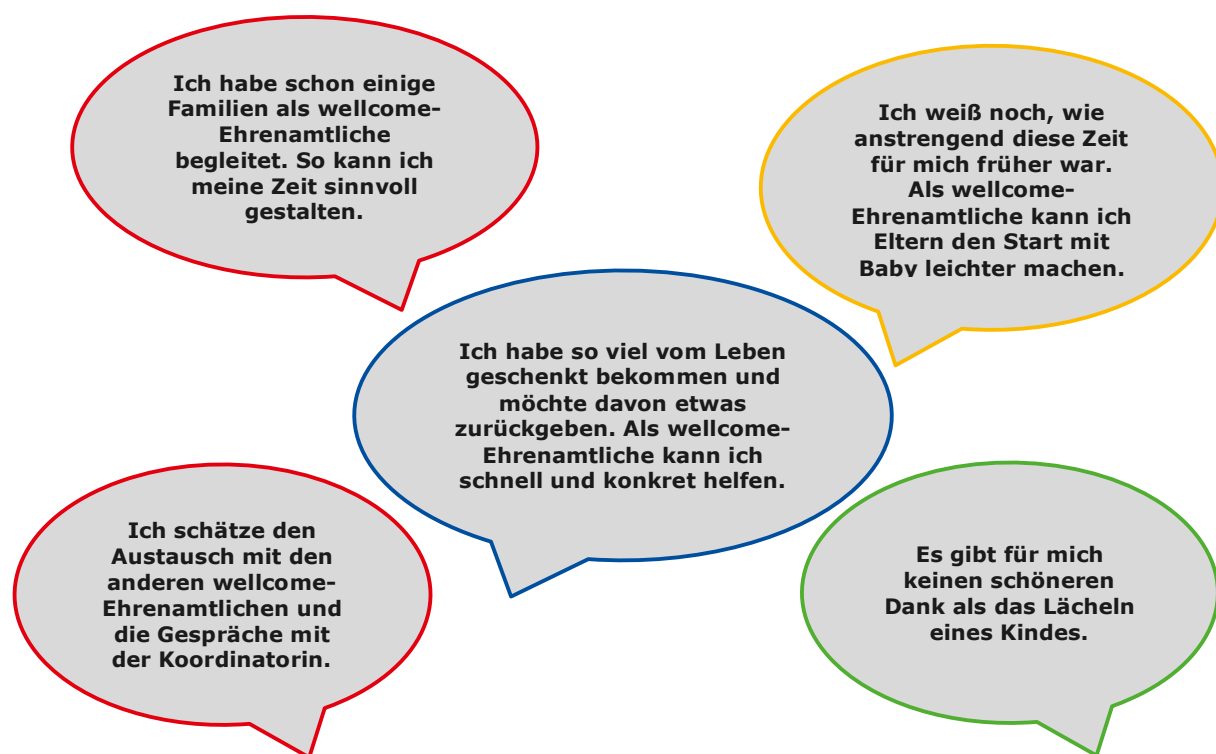 Ich habe schon einige
Familien als wellcome-
Ehrenamtliche
begleitet. So kann ich
meine Zeit sinnvoll
gestalten.
Ich weiß noch, wie
anstrengend diese Zeit
für mich früher war.
Als wellcome-
Ehrenamtliche kann ich
Eltern den Start mit
Baby leichter machen.
Ich habe so viel vom Leben
geschenkt bekommen und
möchte davon etwas
zurückgeben. Als wellcome-
Ehrenamtliche kann ich
schnell und konkret helfen.
Ich schätze den
Austausch mit den
anderen wellcome-
Ehrenamtlichen und
die Gespräche mit
der Koordinatorin.
Es gibt für mich
keinen schöneren
Dank als das Lächeln
eines Kindes.